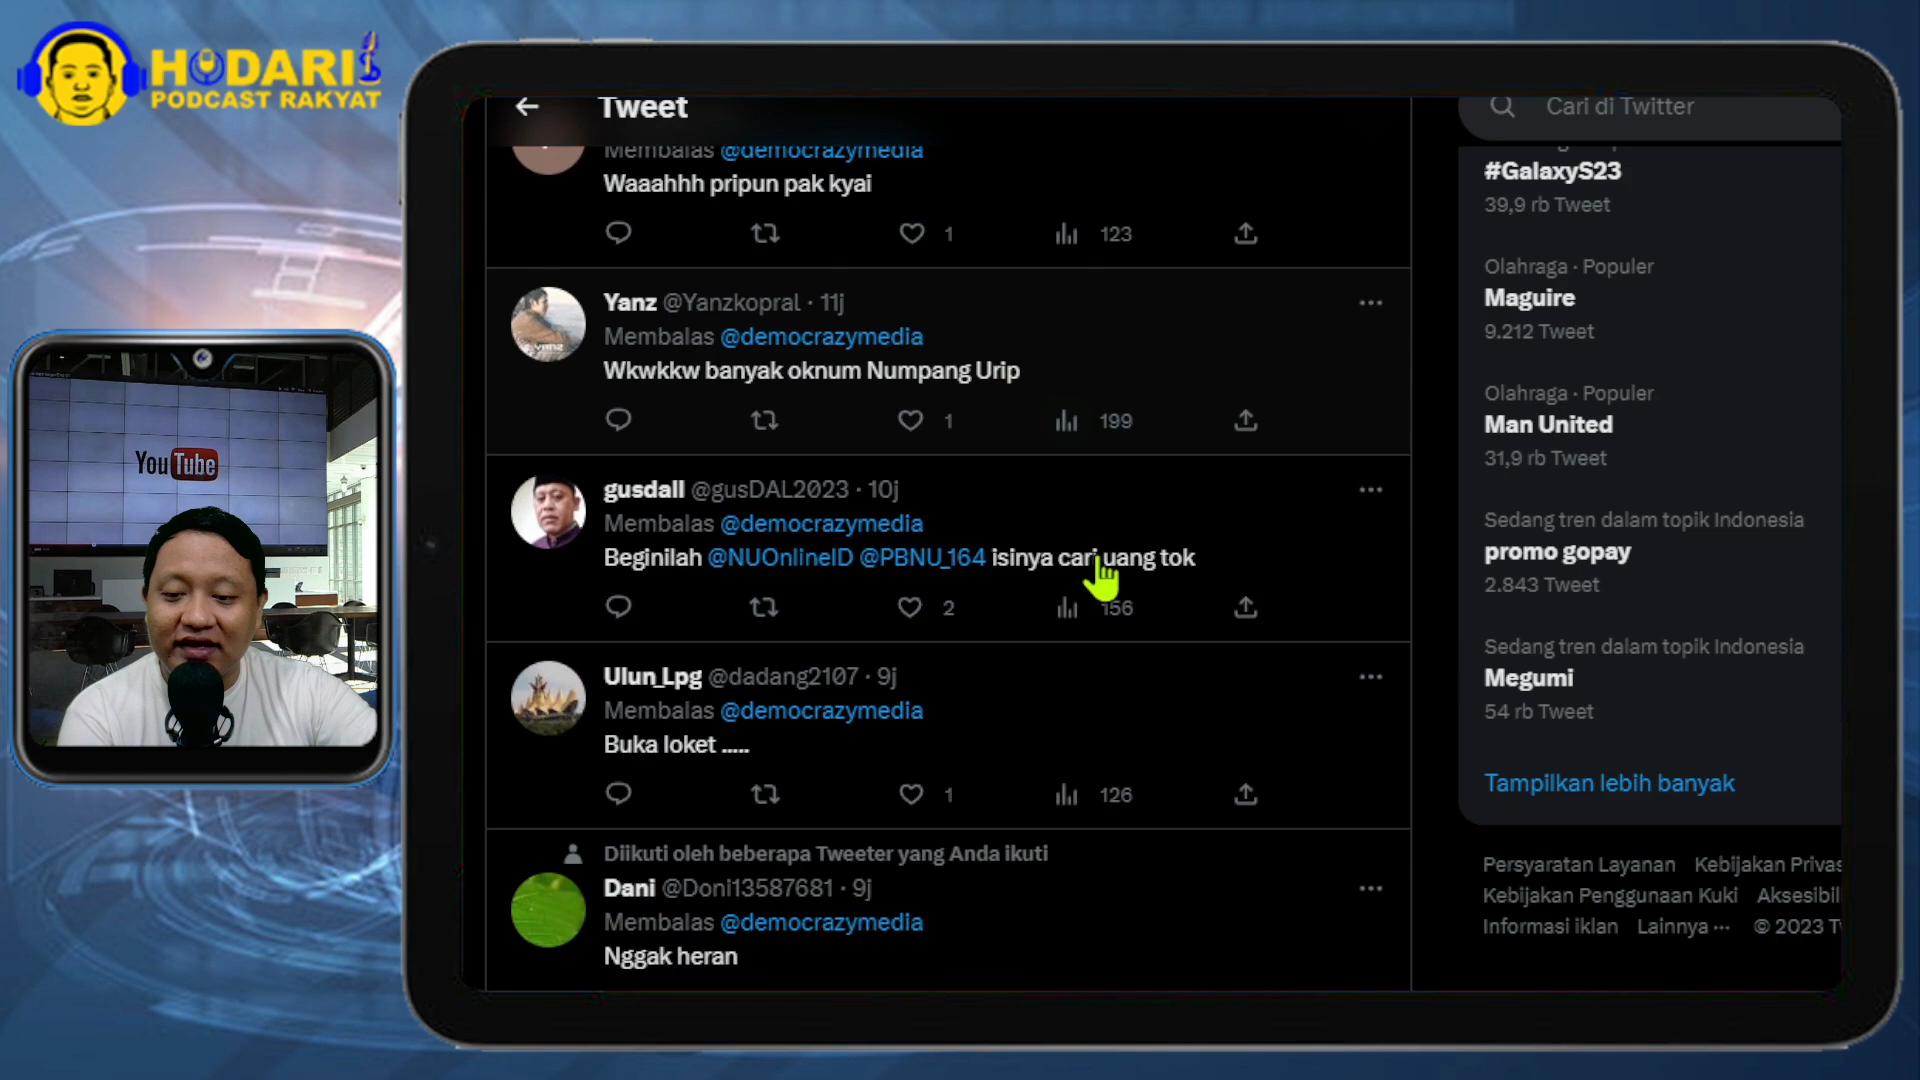 HODARI
PODCAST RAKYAT
YouTube
Tweet
Membalas @democrazymedia
Waaahhh pripun pak kyai
1
123
Yanz @Yanzkopral · 11j
Membalas @democrazymedia
Wkwkkw banyak oknum Numpang Urip
1
199
gusdall @gusDAL2023 · 10j
Membalas @democrazymedia
Beginilah @NUOnlineID @PBNU_164 isinya cari uang tok
2
156
Ulun_Lpg @dadang2107 · 9j
Membalas @democrazymedia
Buka loket .....
1
126
Diikuti oleh beberapa Tweeter yang Anda ikuti
Dani @Doni13587681 · 9j
Membalas @democrazymedia
Nggak heran
Cari di Twitter
#GalaxyS23
39,9 rb Tweet
Olahraga · Populer
Maguire
9.212 Tweet
Olahraga · Populer
Man United
31,9 rb Tweet
Sedang tren dalam topik Indonesia
promo gopay
2.843 Tweet
Sedang tren dalam topik Indonesia
Megumi
54 rb Tweet
Tampilkan lebih banyak
Persyaratan Layanan Kebijakan Privas
Kebijakan Penggunaan Kuki Aksesibil
Informasi iklan Lainnya ··· © 2023 T